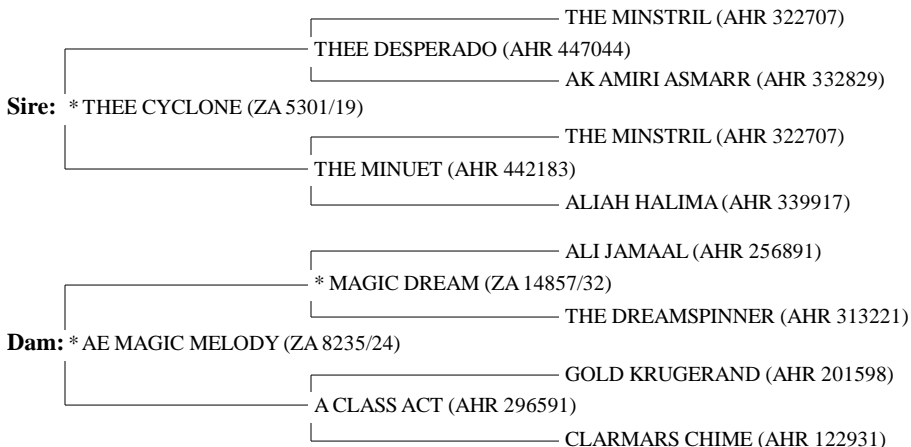 THE MINSTRIL (AHR 322707)
THEE DESPERADO (AHR 447044)
AK AMIRI ASMARR (AHR 332829)
Sire: * THEE CYCLONE (ZA 5301/19)
THE MINSTRIL (AHR 322707)
THE MINUET (AHR 442183)
ALIAH HALIMA (AHR 339917)
ALI JAMAAL (AHR 256891)
* MAGIC DREAM (ZA 14857/32)
THE DREAMSPINNER (AHR 313221)
Dam: * AE MAGIC MELODY (ZA 8235/24)
GOLD KRUGERAND (AHR 201598)
A CLASS ACT (AHR 296591)
CLARMARS CHIME (AHR 122931)